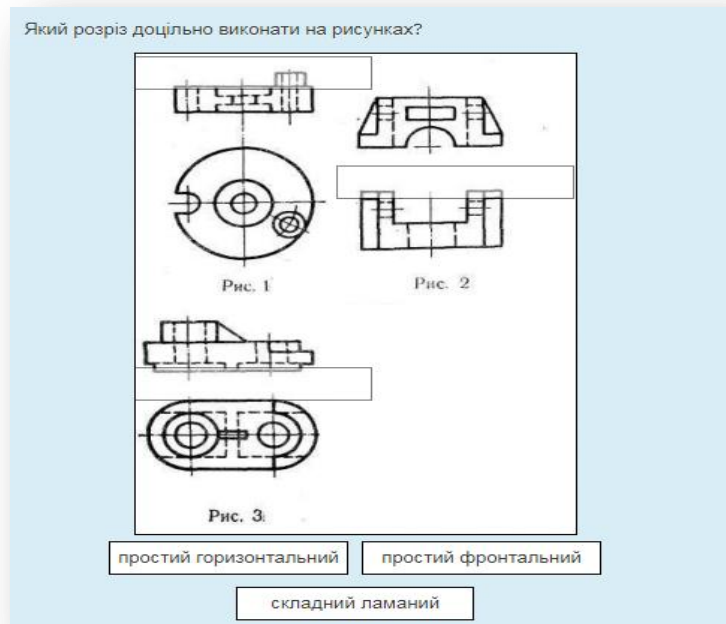 Який розріз доцільно виконати на рисунках?
Рис. 1
Рис. 2
Рис. 3
простий горизонтальний
простий фронтальний
складний ламаний